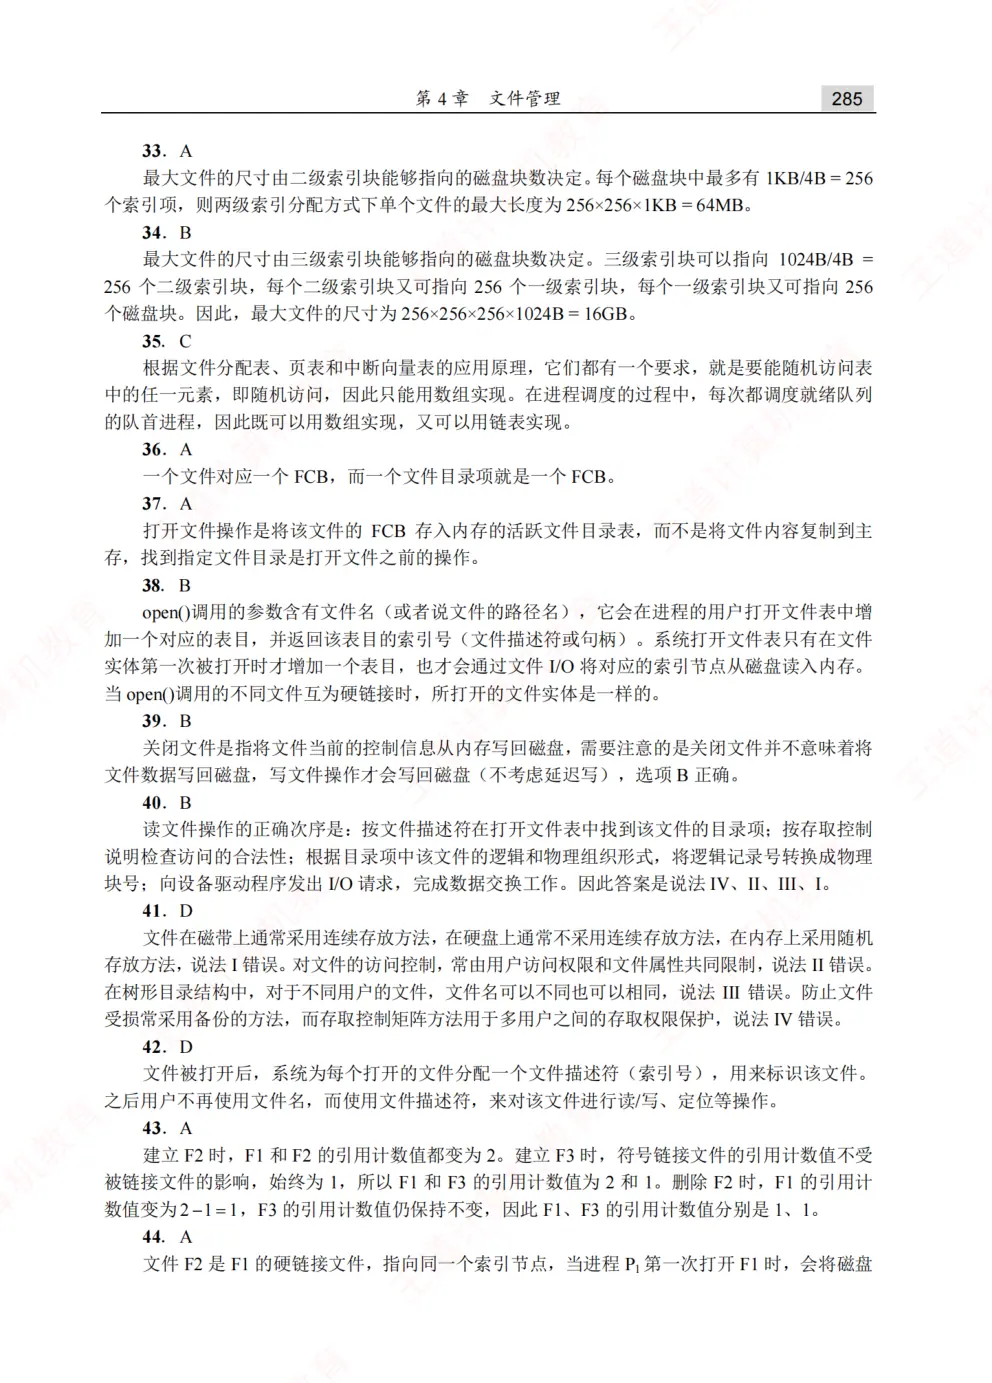 第 4 章 文件管理 285
33．A
最大文件的尺寸由二级索引块能够指向的磁盘块数决定。每个磁盘块中最多有 1KB/4B = 256
个索引项，则两级索引分配方式下单个文件的最大长度为 256×256×1KB = 64MB。
34．B
最大文件的尺寸由三级索引块能够指向的磁盘块数决定。三级索引块可以指向 1024B/4B =
256 个二级索引块，每个二级索引块又可指向 256 个一级索引块，每个一级索引块又可指向 256
个磁盘块。因此，最大文件的尺寸为 256×256×256×1024B = 16GB。
35．C
根据文件分配表、页表和中断向量表的应用原理，它们都有一个要求，就是要能随机访问表
中的任一元素，即随机访问，因此只能用数组实现。在进程调度的过程中，每次都调度就绪队列
的队首进程，因此既可以用数组实现，又可以用链表实现。
36．A
一个文件对应一个 FCB，而一个文件目录项就是一个 FCB。
37．A
打开文件操作是将该文件的 FCB 存入内存的活跃文件目录表，而不是将文件内容复制到主
存，找到指定文件目录是打开文件之前的操作。
38．B
open()调用的参数含有文件名（或者说文件的路径名），它会在进程的用户打开文件表中增
加一个对应的表目，并返回该表目的索引号（文件描述符或句柄）。系统打开文件表只有在文件
实体第一次被打开时才增加一个表目，也才会通过文件 I/O 将对应的索引节点从磁盘读入内存。
当 open()调用的不同文件互为硬链接时，所打开的文件实体是一样的。
39．B
关闭文件是指将文件当前的控制信息从内存写回磁盘，需要注意的是关闭文件并不意味着将
文件数据写回磁盘，写文件操作才会写回磁盘（不考虑延迟写），选项 B 正确。
40．B
读文件操作的正确次序是：按文件描述符在打开文件表中找到该文件的目录项；按存取控制
说明检查访问的合法性；根据目录项中该文件的逻辑和物理组织形式，将逻辑记录号转换成物理
块号；向设备驱动程序发出 I/O 请求，完成数据交换工作。因此答案是说法 IV、II、III、I。
41．D
文件在磁带上通常采用连续存放方法，在硬盘上通常不采用连续存放方法，在内存上采用随机
存放方法，说法 I 错误。对文件的访问控制，常由用户访问权限和文件属性共同限制，说法 II 错误。
在树形目录结构中，对于不同用户的文件，文件名可以不同也可以相同，说法 III 错误。防止文件
受损常采用备份的方法，而存取控制矩阵方法用于多用户之间的存取权限保护，说法 IV 错误。
42．D
文件被打开后，系统为每个打开的文件分配一个文件描述符（索引号），用来标识该文件。
之后用户不再使用文件名，而使用文件描述符，来对该文件进行读/写、定位等操作。
43．A
建立 F2 时，F1 和 F2 的引用计数值都变为 2。建立 F3 时，符号链接文件的引用计数值不受
被链接文件的影响，始终为 1，所以 F1 和 F3 的引用计数值为 2 和 1。删除 F2 时，F1 的引用计
数值变为 2 − 1 = 1，F3 的引用计数值仍保持不变，因此 F1、F3 的引用计数值分别是 1、1。
44．A
文件 F2 是 F1 的硬链接文件，指向同一个索引节点，当进程 P1 第一次打开 F1 时，会将磁盘